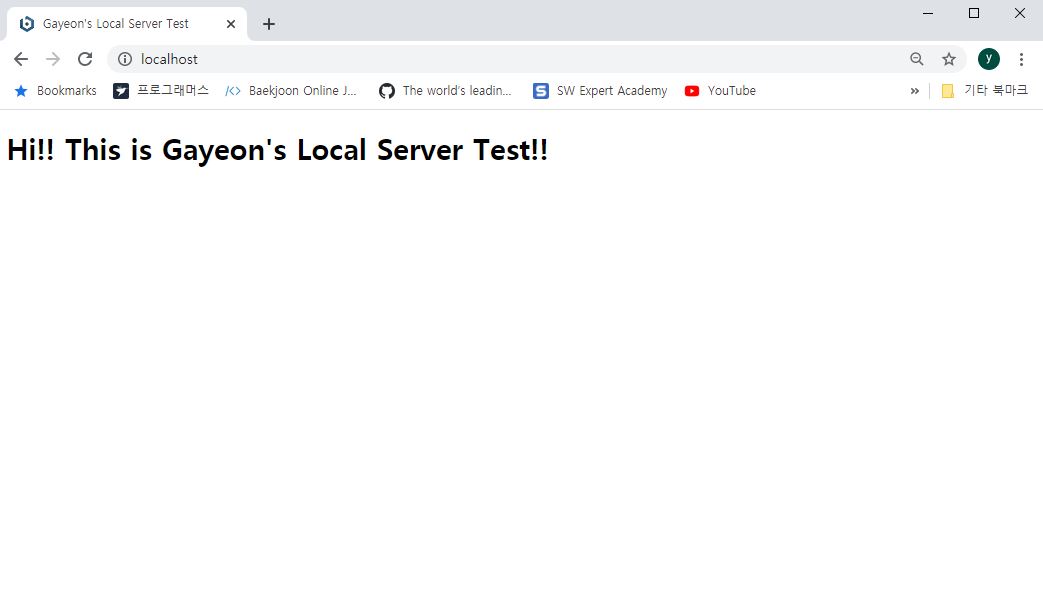 Gayeon's Local Server Test
localhost
y
Bookmarks 프로그래머스 Baekjoon Online J... The world's leadin... SW Expert Academy YouTube » 기타 북마크
Hi!! This is Gayeon's Local Server Test!!